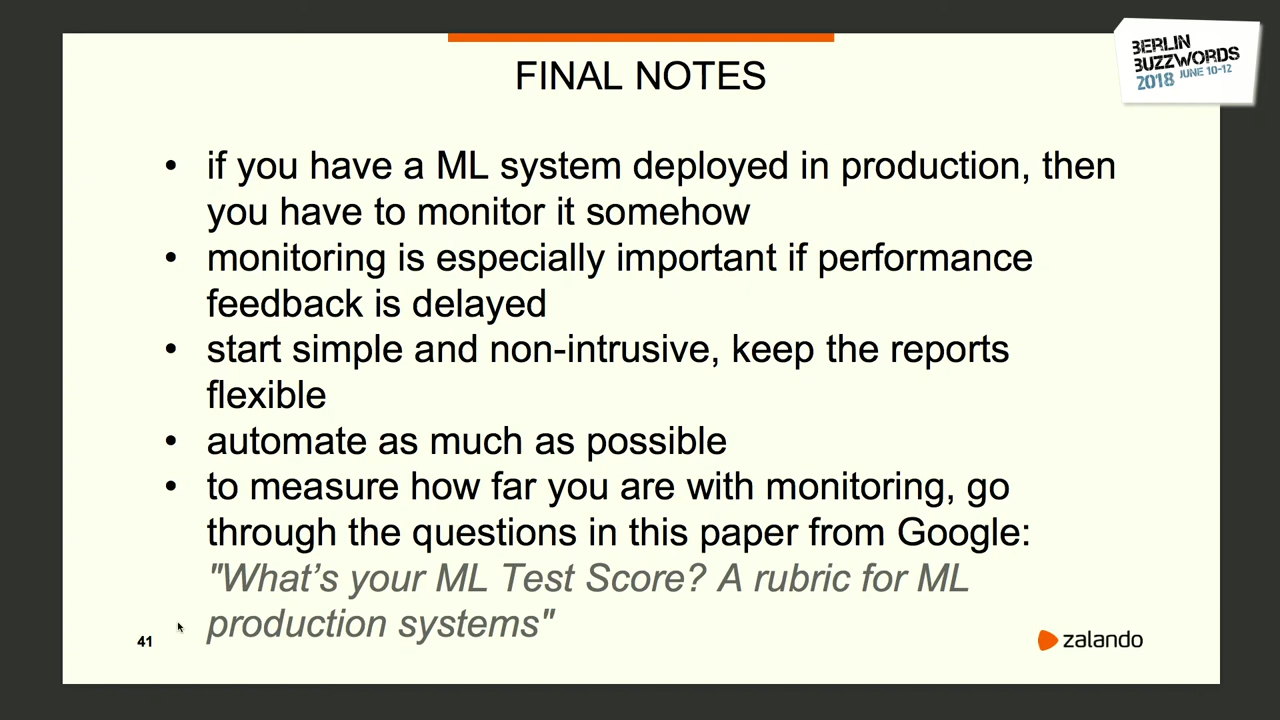 BERLIN
BUZZWORDS
2018 JUNE 10-12
FINAL NOTES
• if you have a ML system deployed in production, then
you have to monitor it somehow
• monitoring is especially important if performance
feedback is delayed
• start simple and non-intrusive, keep the reports
flexible
• automate as much as possible
• to measure how far you are with monitoring, go
through the questions in this paper from Google:
"What’s your ML Test Score? A rubric for ML
production systems"
41
zalando